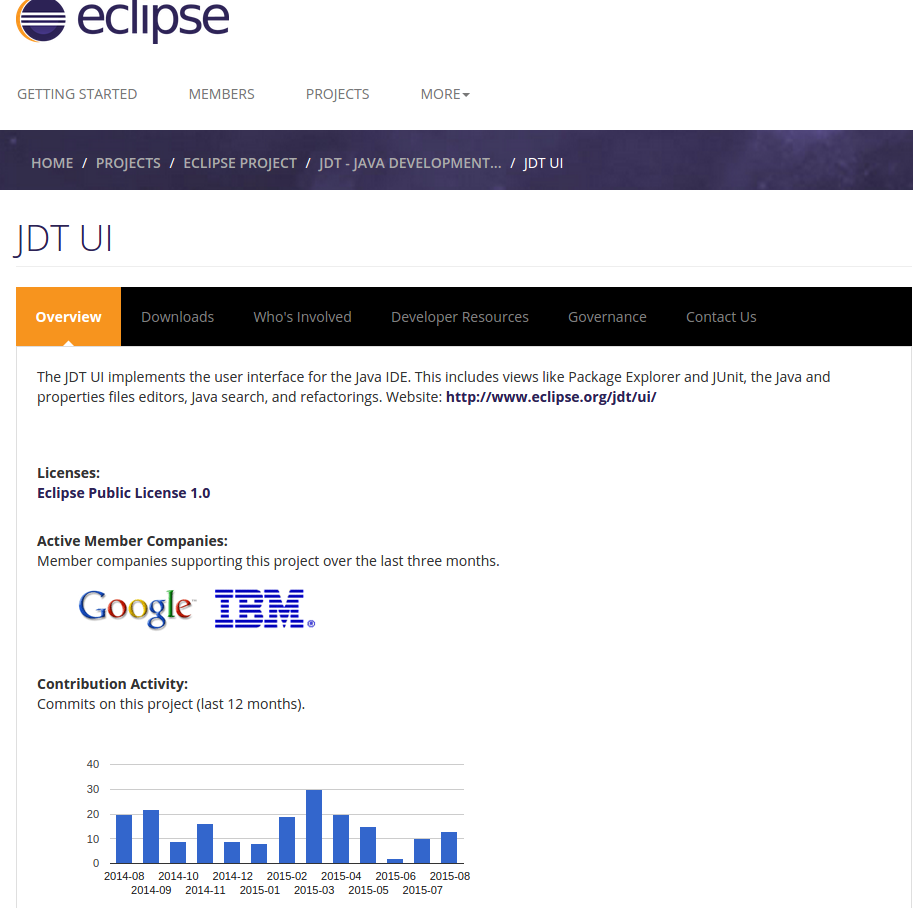 eclipse
GETTING STARTED MEMBERS PROJECTS MORE
HOME / PROJECTS / ECLIPSE PROJECT / JDT - JAVA DEVELOPMENT... / JDT UI
JDT UI
Overview Downloads Who's Involved Developer Resources Governance Contact Us
The JDT UI implements the user interface for the Java IDE. This includes views like Package Explorer and JUnit, the Java and
properties files editors, Java search, and refactorings. Website: http://www.eclipse.org/jdt/ui/
Licenses:
Eclipse Public License 1.0
Active Member Companies:
Member companies supporting this project over the last three months.
Google™ IBM®
Contribution Activity:
Commits on this project (last 12 months).
40
30
20
10
0
2014-08 2014-10 2014-12 2015-02 2015-04 2015-06 2015-08
2014-09 2014-11 2015-01 2015-03 2015-05 2015-07